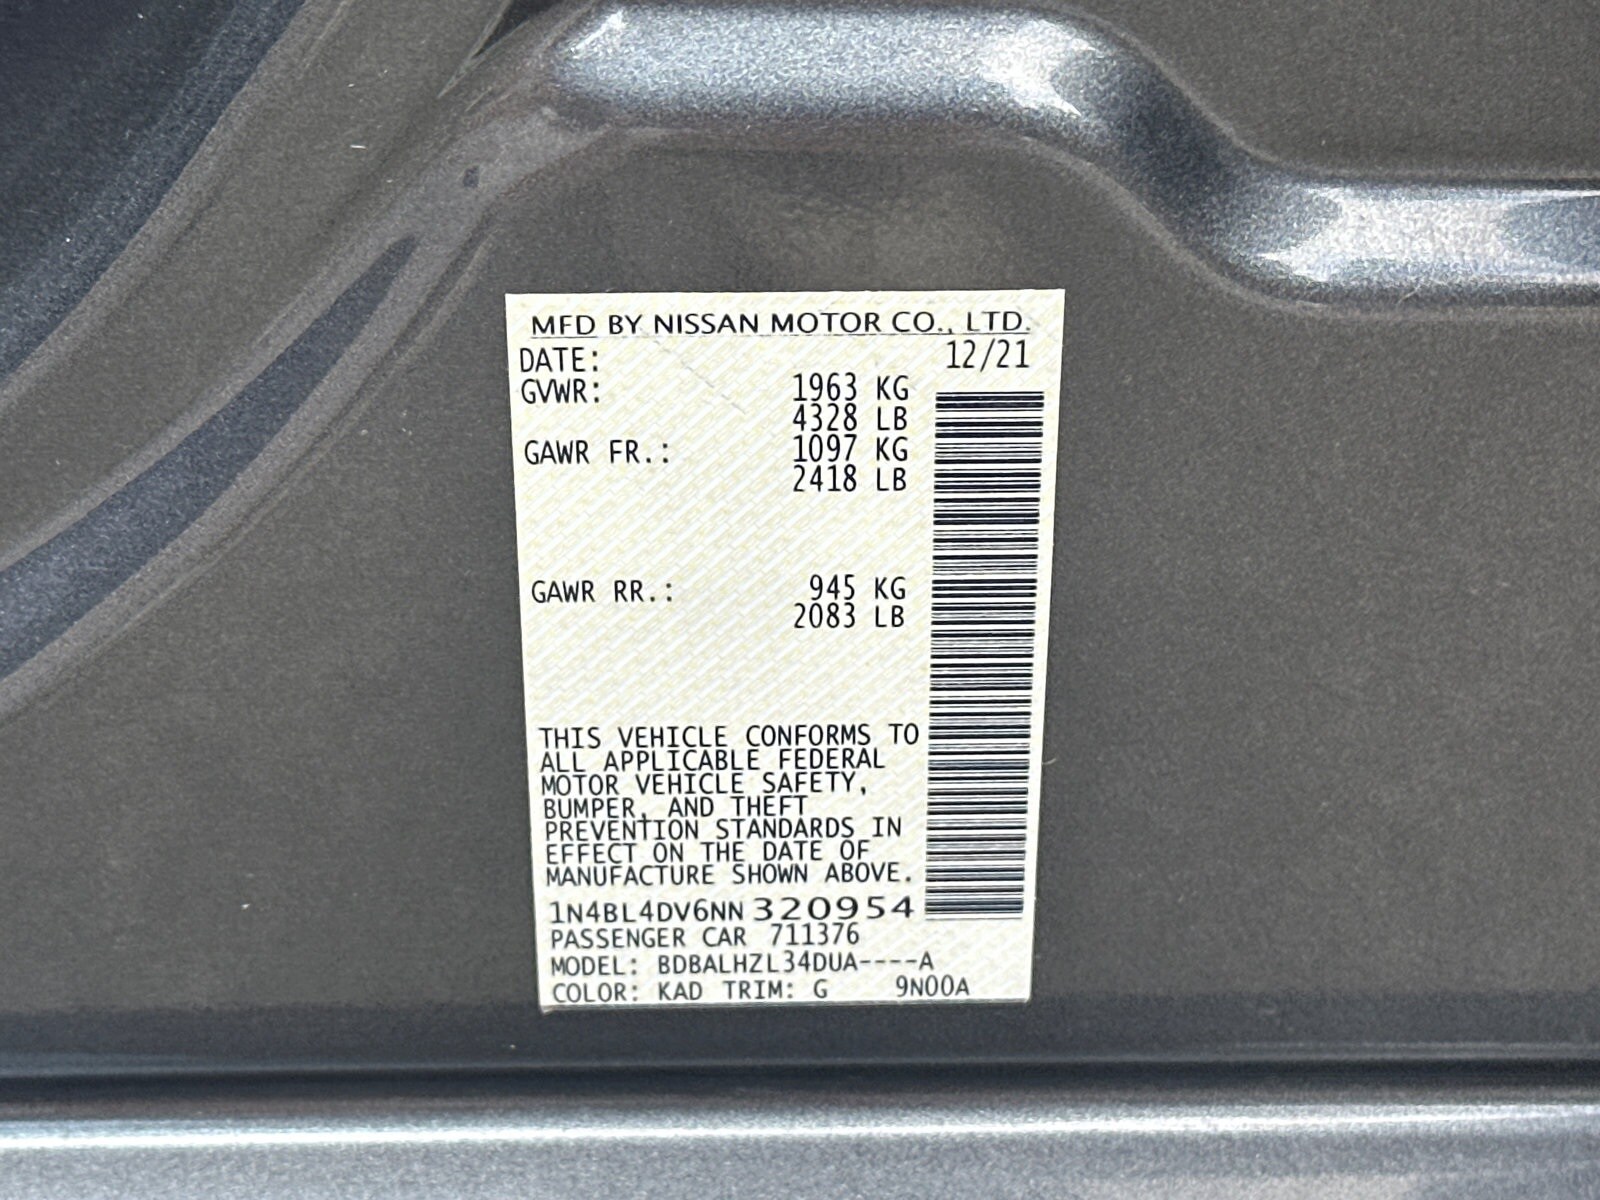 MFD BY NISSAN MOTOR CO., LTD.
DATE: 12/21
GVWR: 1963 KG
4328 LB
GAWR FR.: 1097 KG
2418 LB
GAWR RR.: 945 KG
2083 LB
THIS VEHICLE CONFORMS TO
ALL APPLICABLE FEDERAL
MOTOR VEHICLE SAFETY,
BUMPER, AND THEFT
PREVENTION STANDARDS IN
EFFECT ON THE DATE OF
MANUFACTURE SHOWN ABOVE.
1N4BL4DV6NN320954
PASSENGER CAR 711376
MODEL: BDBALHZL34DUA----A
COLOR: KAD TRIM: G 9N00A